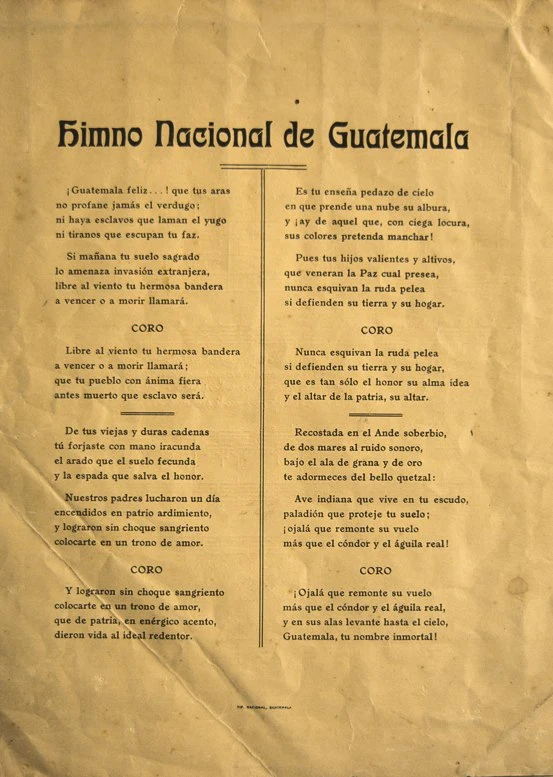 Himno Nacional de Guatemala
¡Guatemala feliz...! que tus aras
no profane jamás el verdugo;
ni haya esclavos que laman el yugo
ni tiranos que escupan tu faz.
Si mañana tu suelo sagrado
lo amenaza invasión extranjera,
libre al viento tu hermosa bandera
a vencer o a morir llamará.
CORO
Libre al viento tu hermosa bandera
a vencer o a morir llamará;
que tu pueblo con ánima fiera
antes muerto que esclavo será.
De tus viejas y duras cadenas
tú forjaste con mano iracunda
el arado que el suelo fecunda
y la espada que salva el honor.
Nuestros padres lucharon un día
encendidos en patrio ardimiento,
y lograron sin choque sangriento
colocarte en un trono de amor.
CORO
Y lograron sin choque sangriento
colocarte en un trono de amor,
que de patria, en enérgico acento,
dieron vida al ideal redentor.
Es tu enseña pedazo de cielo
en que prende una nube su albura,
y ¡ay de aquel que, con ciega locura,
sus colores pretenda manchar!
Pues tus hijos valientes y altivos,
que veneran la Paz cual presea,
nunca esquivan la ruda pelea
si defienden su tierra y su hogar.
CORO
Nunca esquivan la ruda pelea
si defienden su tierra y su hogar,
que es tan sólo el honor su alma idea
y el altar de la patria, su altar.
Recostada en el Ande soberbio,
de dos mares al ruido sonoro,
bajo el ala de grana y de oro
te adormeces del bello quetzal:
Ave indiana que vive en tu escudo,
paladión que proteje tu suelo;
¡ojalá que remonte su vuelo
más que el cóndor y el águila real!
CORO
¡Ojalá que remonte su vuelo
más que el cóndor y el águila real,
y en sus alas levante hasta el cielo,
Guatemala, tu nombre inmortal!
TIP. NACIONAL, GUATEMALA